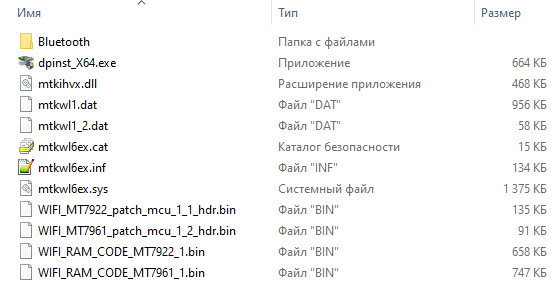 Имя Тип Размер
Bluetooth Папка с файлами
dpinst_X64.exe Приложение 664 КБ
mtkihvx.dll Расширение приложения 468 КБ
mtkwl1.dat Файл "DAT" 956 КБ
mtkwl1_2.dat Файл "DAT" 58 КБ
mtkwl6ex.cat Каталог безопасности 15 КБ
mtkwl6ex.inf Файл "INF" 134 КБ
mtkwl6ex.sys Системный файл 1 375 КБ
WIFI_MT7922_patch_mcu_1_1_hdr.bin Файл "BIN" 135 КБ
WIFI_MT7961_patch_mcu_1_2_hdr.bin Файл "BIN" 91 КБ
WIFI_RAM_CODE_MT7922_1.bin Файл "BIN" 658 КБ
WIFI_RAM_CODE_MT7961_1.bin Файл "BIN" 747 КБ